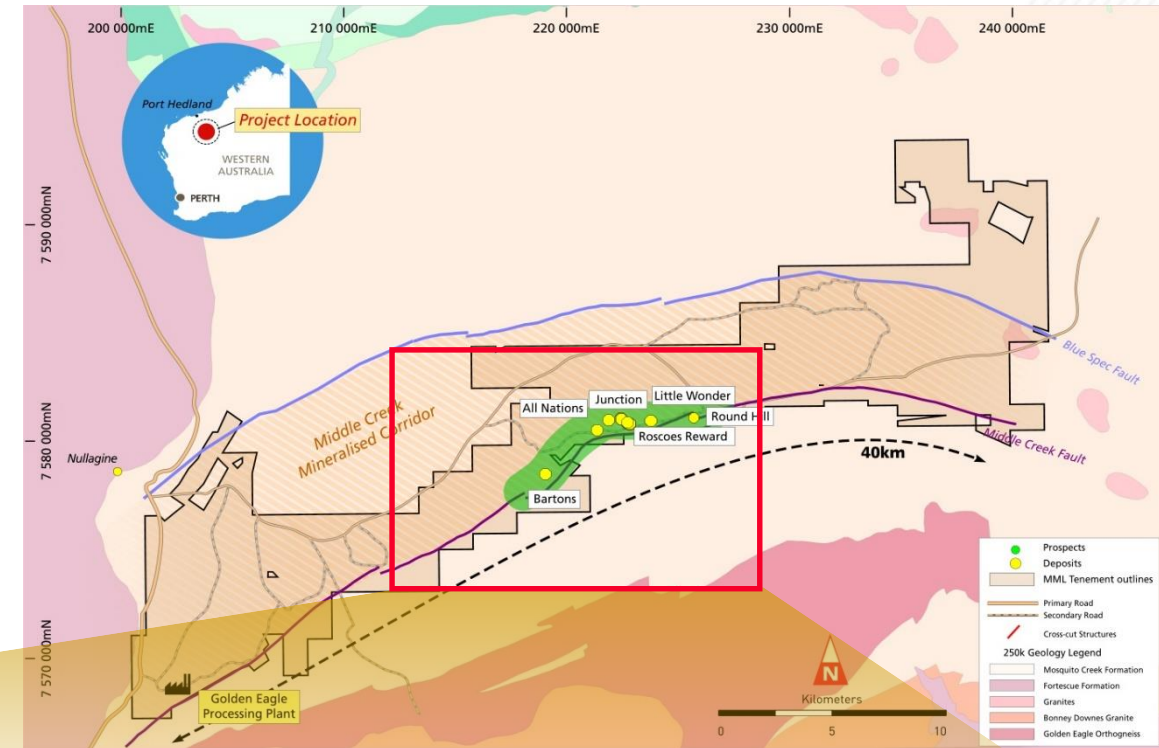 200 000mE
210 000mE
220 000mE
230 000mE
240 000mE
7 590 000mN
7 580 000mN
7 570 000mN
Port Hedland
Project Location
WESTERN
AUSTRALIA
PERTH
Blue Spec Fault
Middle Creek
Mineralised Corridor
Nullagine
All Nations
Junction
Little Wonder
Round Hill
Roscoes Reward
Bartons
Middle Creek Fault
40km
Golden Eagle
Processing Plant
N
Kilometers
0
5
10
Prospects
Deposits
MML Tenement outlines
Primary Road
Secondary Road
Cross-cut Structures
250k Geology Legend
Mosquito Creek Formation
Fortescue Formation
Granites
Bonney Downes Granite
Golden Eagle Orthogneiss